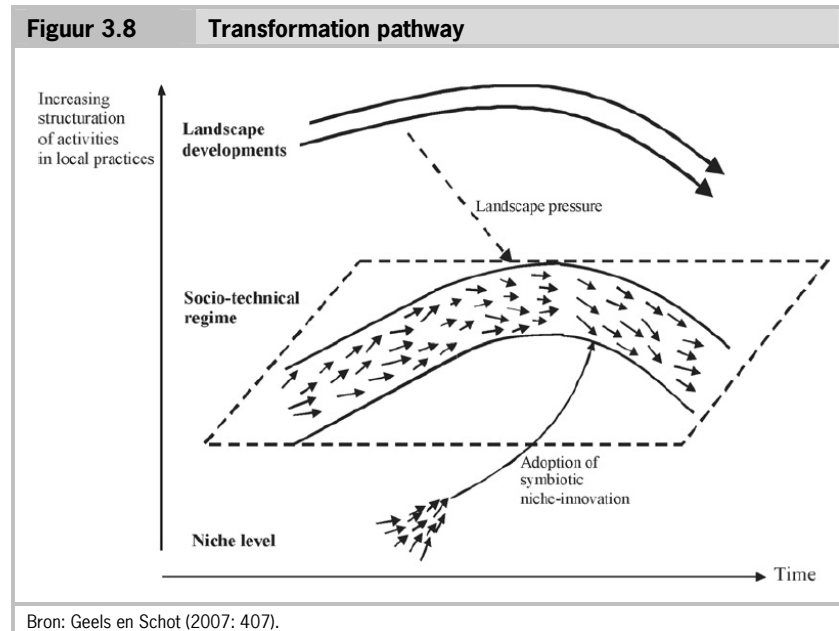 Figuur 3.8 Transformation pathway
Increasing
structuration
of activities
in local practices
Landscape
developments
Landscape pressure
Socio-technical
regime
Adoption of
symbiotic
niche-innovation
Niche level
Time
Bron: Geels en Schot (2007: 407).